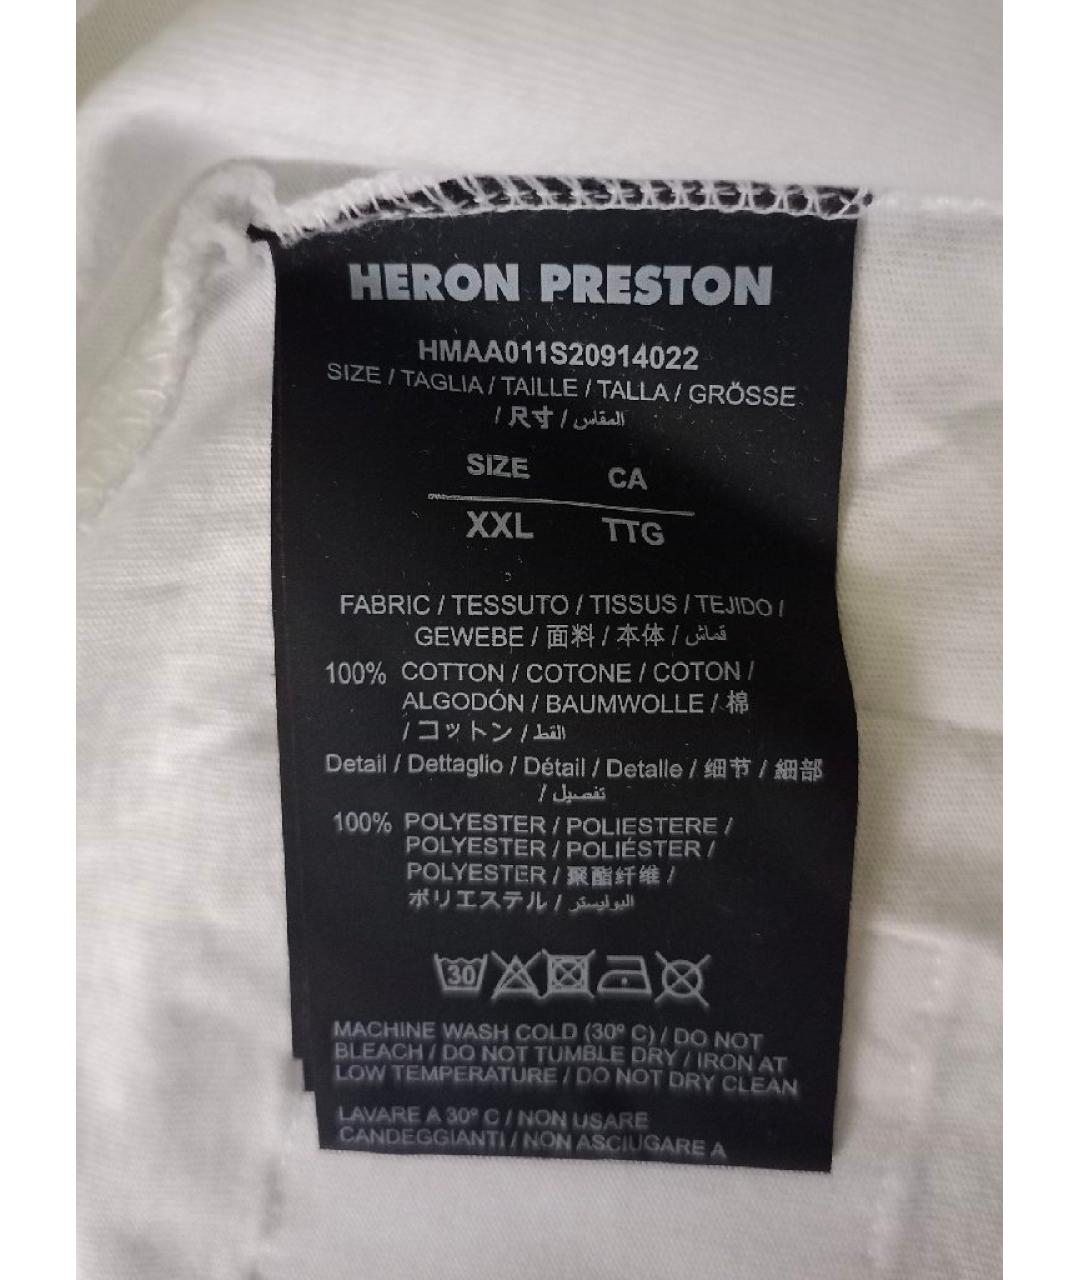 HERON PRESTON
HMAA011S20914022
SIZE / TAGLIA / TAILLE / TALLA / GRÖSSE
/ 尺寸 / المقاس
SIZE CA
XXL TTG
FABRIC / TESSUTO / TISSUS / TEJIDO /
GEWEBE / 面料 / 本体 / قماش
100% COTTON / COTONE / COTON /
ALGODÓN / BAUMWOLLE / 棉
/ コットン / القط
Detail / Dettaglio / Détail / Detalle / 细节 / 細部
/ تفصيل
100% POLYESTER / POLIESTERE /
POLYESTER / POLIÉSTER /
POLYESTER / 聚酯纤维 /
ポリエステル / البوليستر
30
MACHINE WASH COLD (30º C) / DO NOT
BLEACH / DO NOT TUMBLE DRY / IRON AT
LOW TEMPERATURE / DO NOT DRY CLEAN
LAVARE A 30º C / NON USARE
CANDEGGIANTI / NON ASCIUGARE A